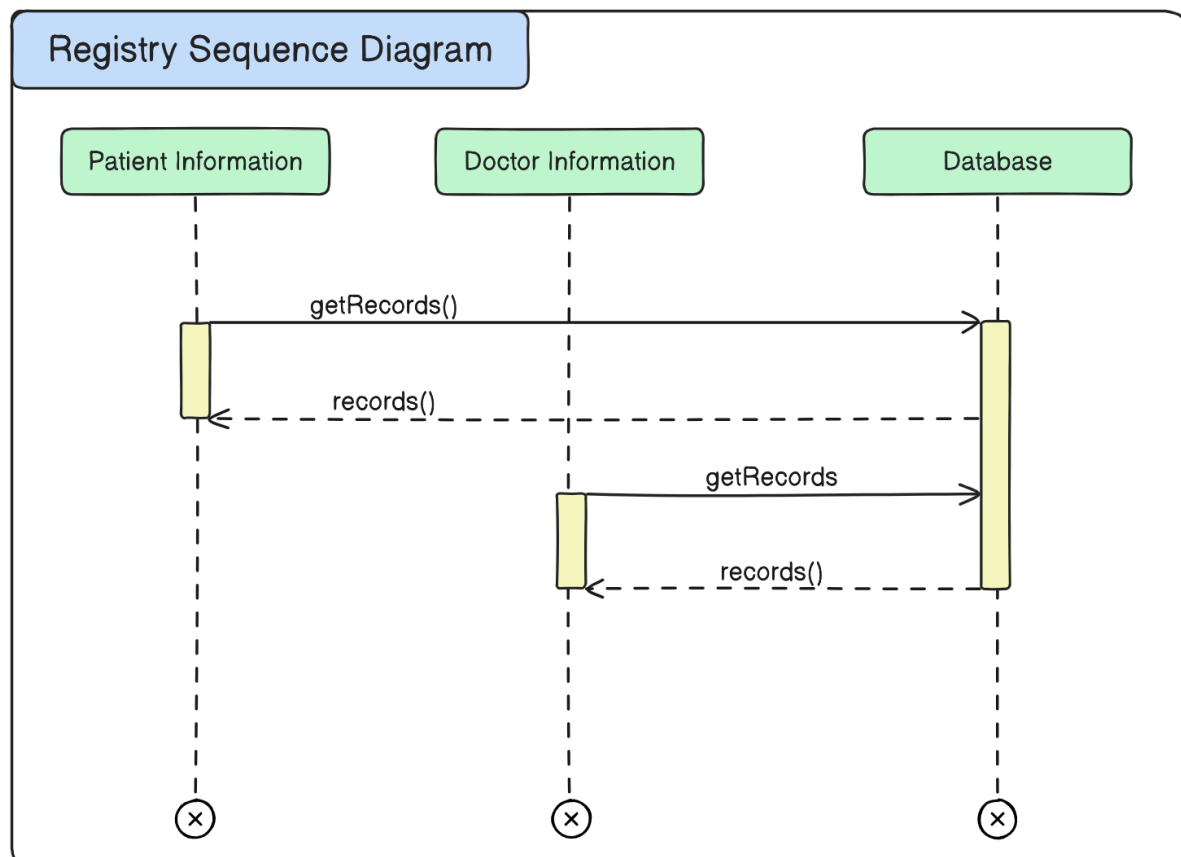 Registry Sequence Diagram
Patient Information
Doctor Information
Database
getRecords()
records()
getRecords
records()